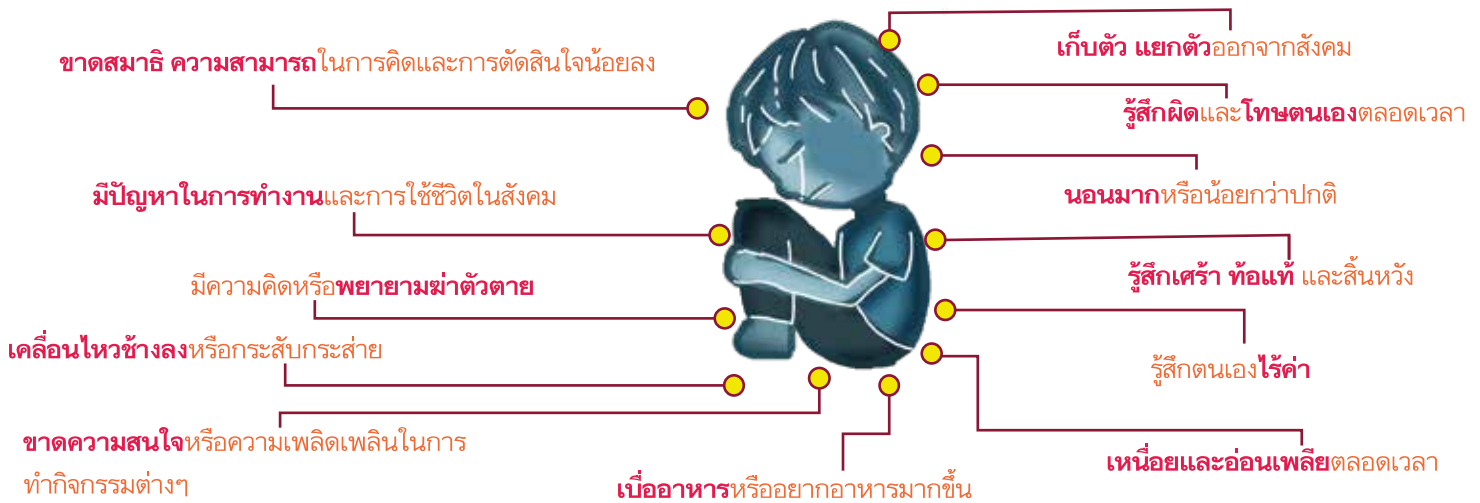 ขาดสมาธิ ความสามารถในการคิดและการตัดสินใจน้อยลง
มีปัญหาในการทำงานและการใช้ชีวิตในสังคม
มีความคิดหรือพยายามฆ่าตัวตาย
เคลื่อนไหวช้างลงหรือกระสับกระส่าย
ขาดความสนใจหรือความเพลิดเพลินในการ
ทำกิจกรรมต่างๆ
เบื่ออาหารหรืออยากอาหารมากขึ้น
เก็บตัว แยกตัวออกจากสังคม
รู้สึกผิดและโทษตนเองตลอดเวลา
นอนมากหรือน้อยกว่าปกติ
รู้สึกเศร้า ท้อแท้ และสิ้นหวัง
รู้สึกตนเองไร้ค่า
เหนื่อยและอ่อนเพลียตลอดเวลา